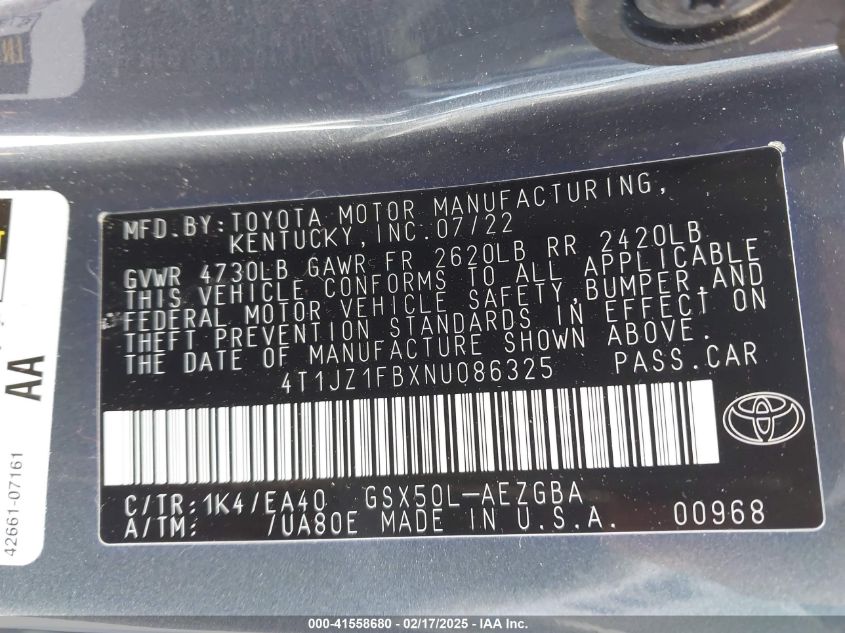 MFD.BY:TOYOTA MOTOR MANUFACTURING,
KENTUCKY,INC.07/22
GVWR 4730LB GAWR FR 2620LB RR 2420LB
THIS VEHICLE CONFORMS TO ALL APPLICABLE
FEDERAL MOTOR VEHICLE SAFETY,BUMPER,AND
THEFT PREVENTION STANDARDS IN EFFECT ON
THE DATE OF MANUFACTURE SHOWN ABOVE.
4T1JZ1FBXNU086325 PASS.CAR
C/TR:1K4/EA40 GSX50L-AEZGBA
A/TM: /UA80E MADE IN U.S.A. 00968
AA
42661-07161
000-41558680 - 02/17/2025 - IAAI.COM